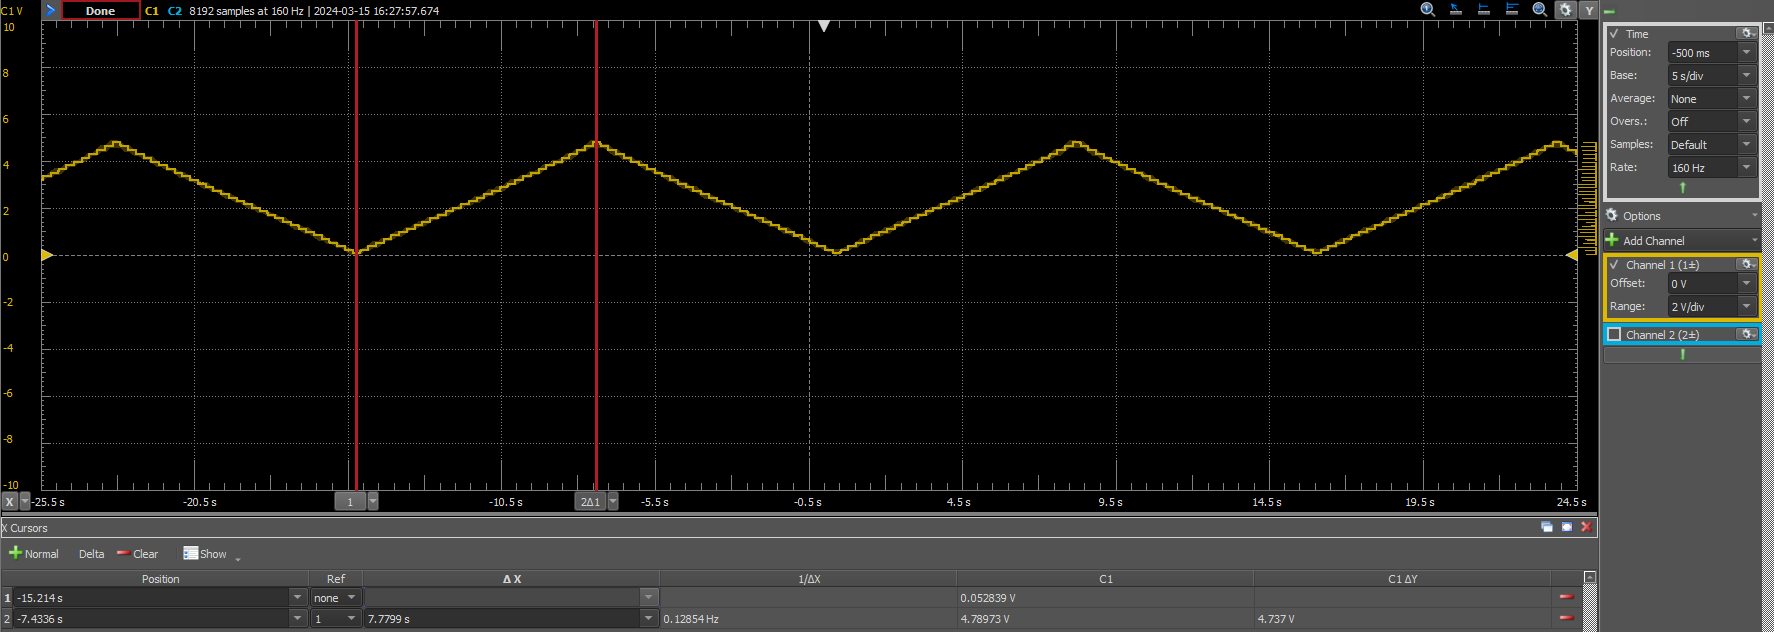 C1 V Done C1 C2 8192 samples at 160 Hz | 2024-03-15 16:27:57.674 Y
10
8
6
4
2
0
-2
-4
-6
-8
-10
X -25.5 s -20.5 s 1 -10.5 s 2Δ1 -5.5 s -0.5 s 4.5 s 9.5 s 14.5 s 19.5 s 24.5 s
Time
Position: -500 ms
Base: 5 s/div
Average: None
Overs.: Off
Samples: Default
Rate: 160 Hz
Options
Add Channel
Channel 1 (1±)
Offset: 0 V
Range: 2 V/div
Channel 2 (2±)
X Cursors
Normal Delta Clear Show
Position Ref Δ X 1/ΔX C1 C1 ΔY
1 -15.214 s none 0.052839 V
2 -7.4336 s 1 7.7799 s 0.12854 Hz 4.78973 V 4.737 V